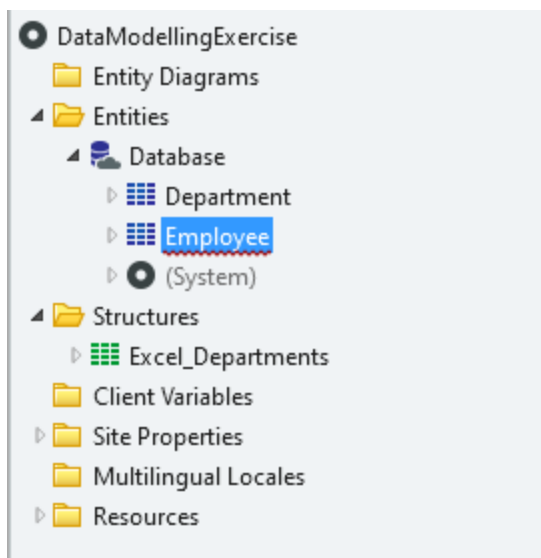 DataModellingExercise
Entity Diagrams
Entities
Database
Department
Employee
(System)
Structures
Excel_Departments
Client Variables
Site Properties
Multilingual Locales
Resources